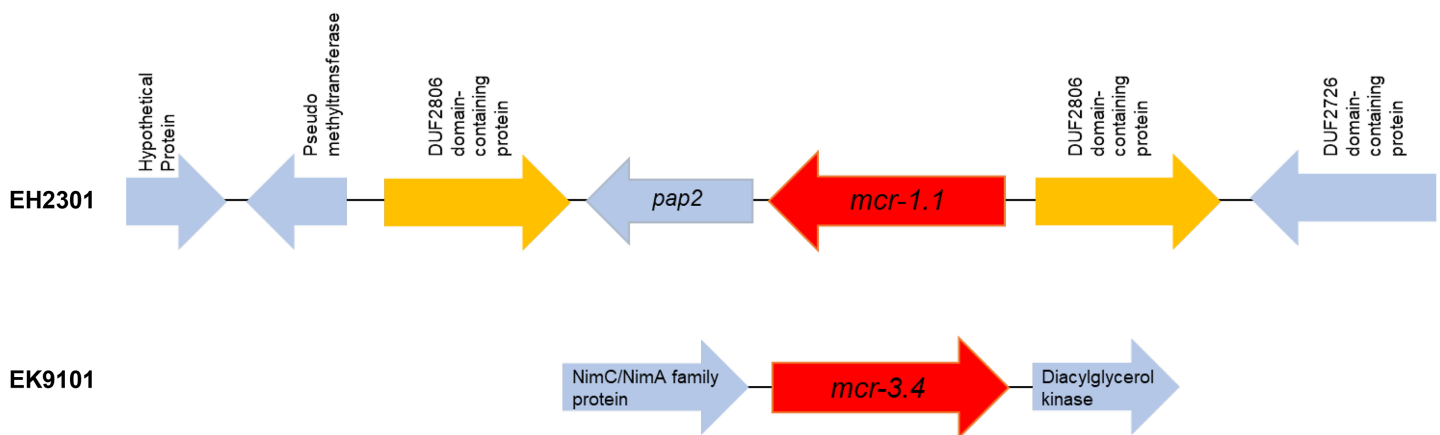 Hypothetical
Protein
Pseudo
methyltransferase
DUF2806
domain-
containing
protein
DUF2806
domain-
containing
protein
DUF2726
domain-
containing
protein
EH2301
pap2
mcr-1.1
EK9101
NimC/NimA family
protein
mcr-3.4
Diacylglycerol
kinase